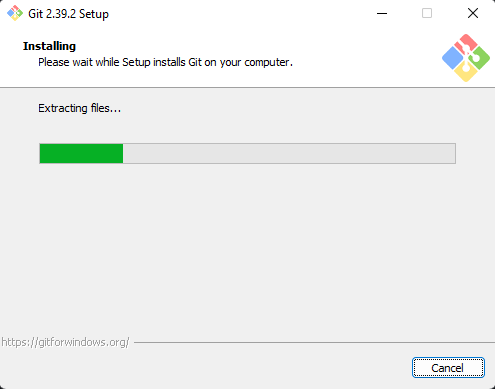 Git 2.39.2 Setup
Installing
Please wait while Setup installs Git on your computer.
Extracting files...
https://gitforwindows.org/
Cancel